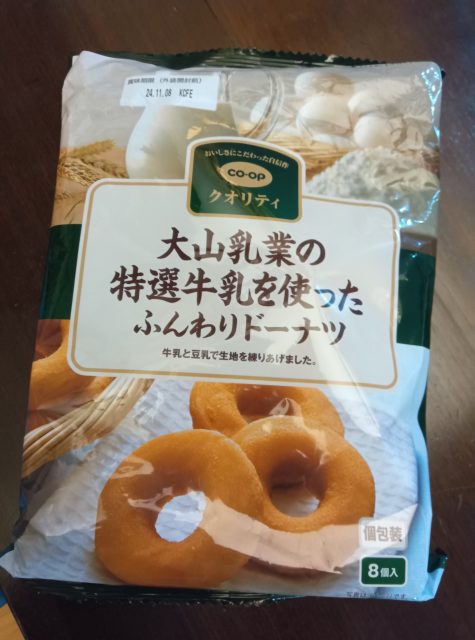 賞味期限（外袋開封前）
24.11.08 KCFE
おいしさにこだわった自信作
CO·OP
クオリティ
大山乳業の
特選牛乳を使った
ふんわりドーナツ
牛乳と豆乳で生地を練りあげました。
個包装
8個入